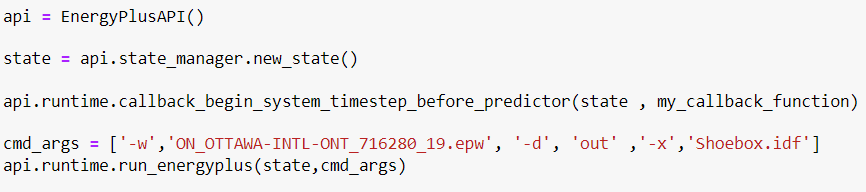 api = EnergyPlusAPI()
state = api.state_manager.new_state()
api.runtime.callback_begin_system_timestep_before_predictor(state , my_callback_function)
cmd_args = ['-w','ON_OTTAWA-INTL-ONT_716280_19.epw', '-d', 'out' ,'-x','Shoebox.idf']
api.runtime.run_energyplus(state,cmd_args)